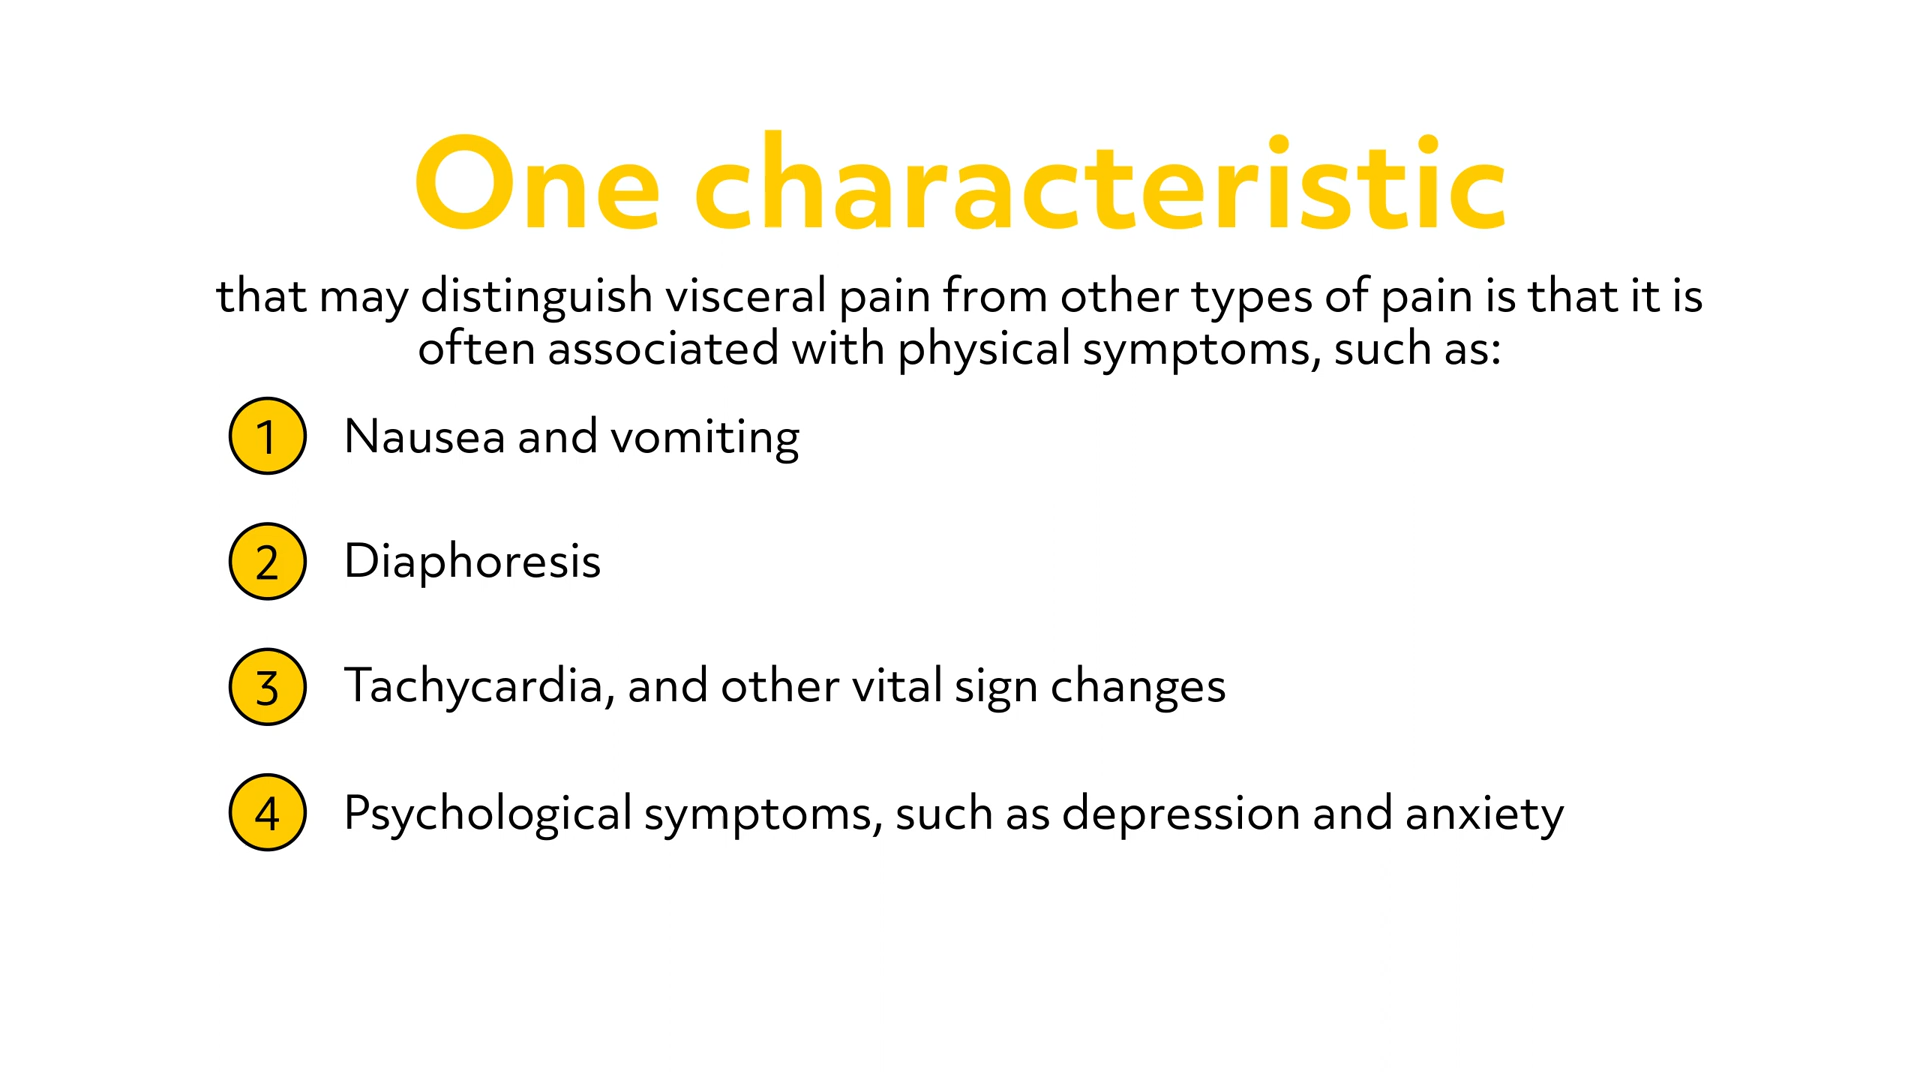 One characteristic
that may distinguish visceral pain from other types of pain is that it is
often associated with physical symptoms, such as:
1 Nausea and vomiting
2 Diaphoresis
3 Tachycardia, and other vital sign changes
4 Psychological symptoms, such as depression and anxiety